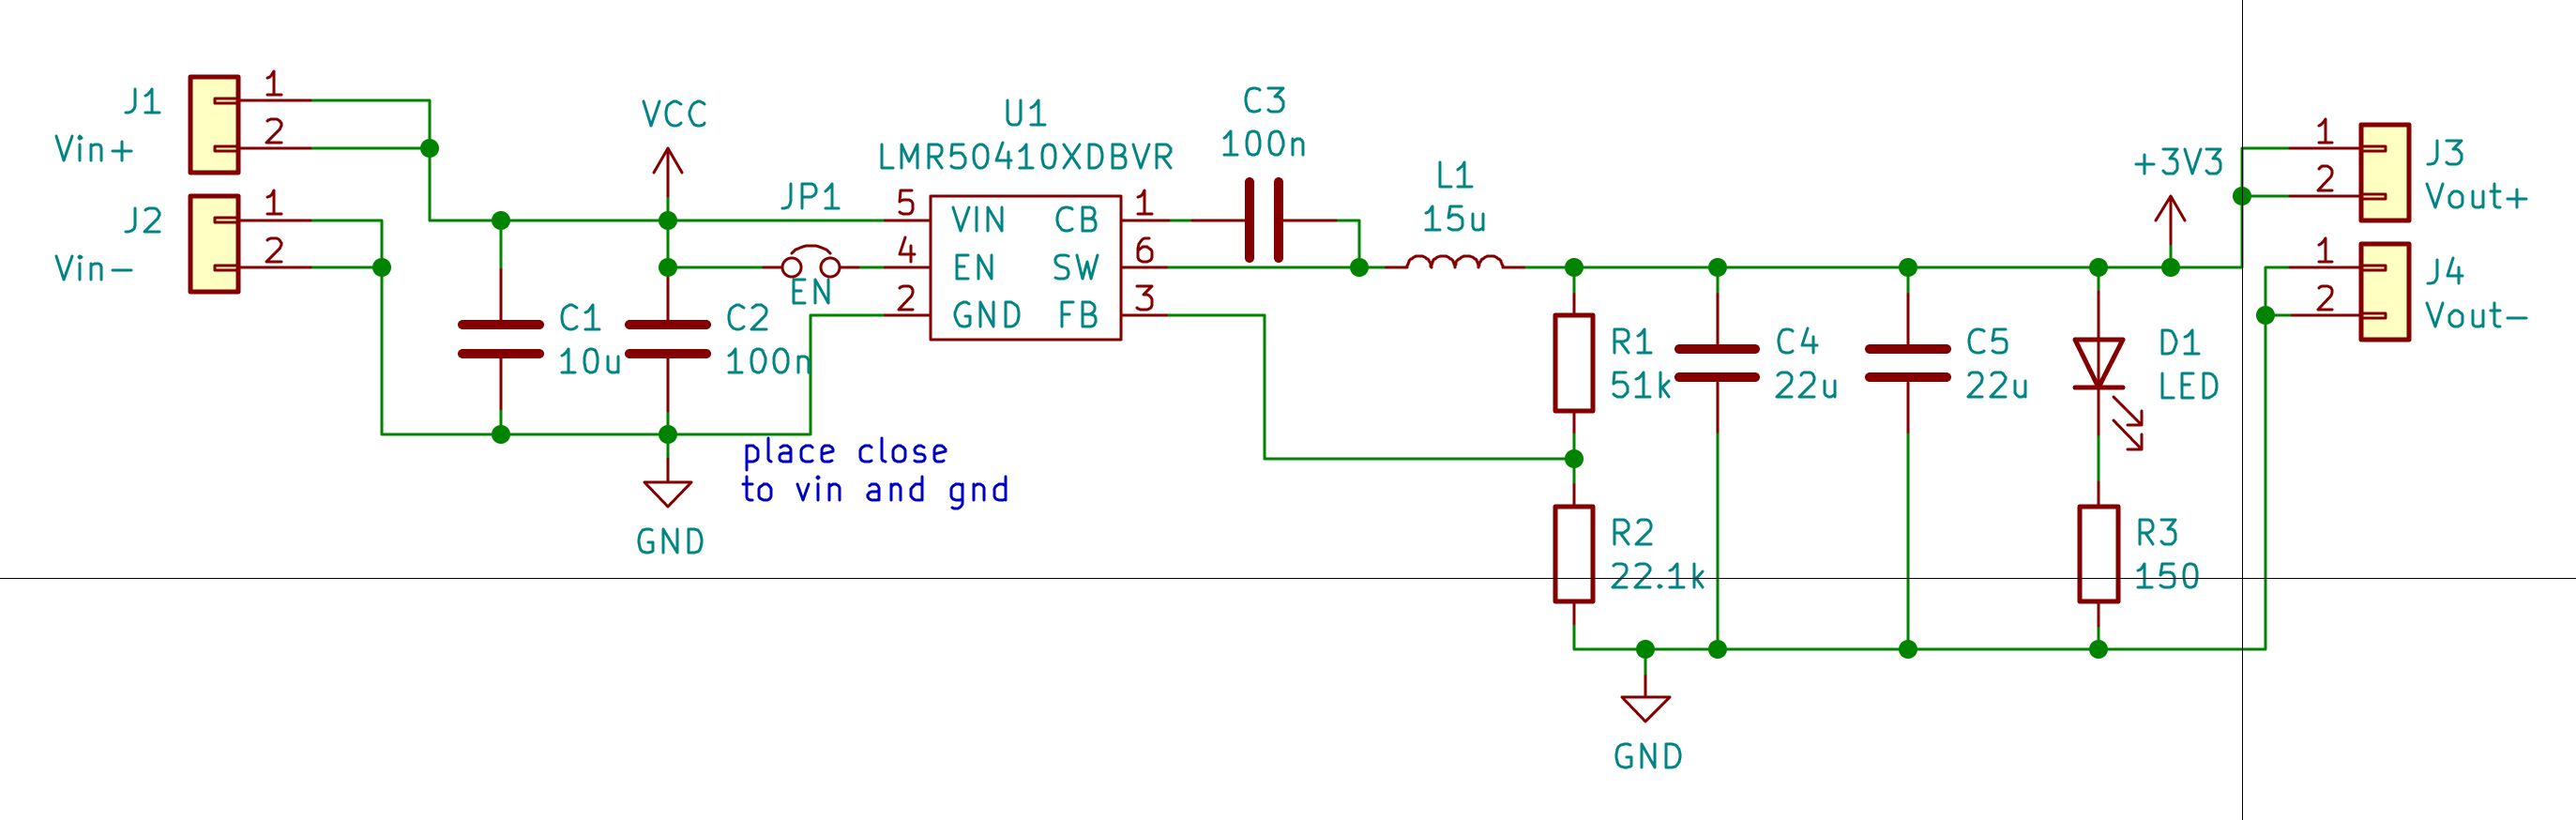 J1
Vin+
1
2
J2
Vin−
1
2
VCC
C1
10u
C2
100n
GND
place close
to vin and gnd
JP1
EN
U1
LMR50410XDBVR
5
4
2
VIN
EN
GND
CB
SW
FB
1
6
3
C3
100n
L1
15u
R1
51k
R2
22.1k
C4
22u
C5
22u
D1
LED
R3
150
GND
+3V3
1
2
J3
Vout+
1
2
J4
Vout−